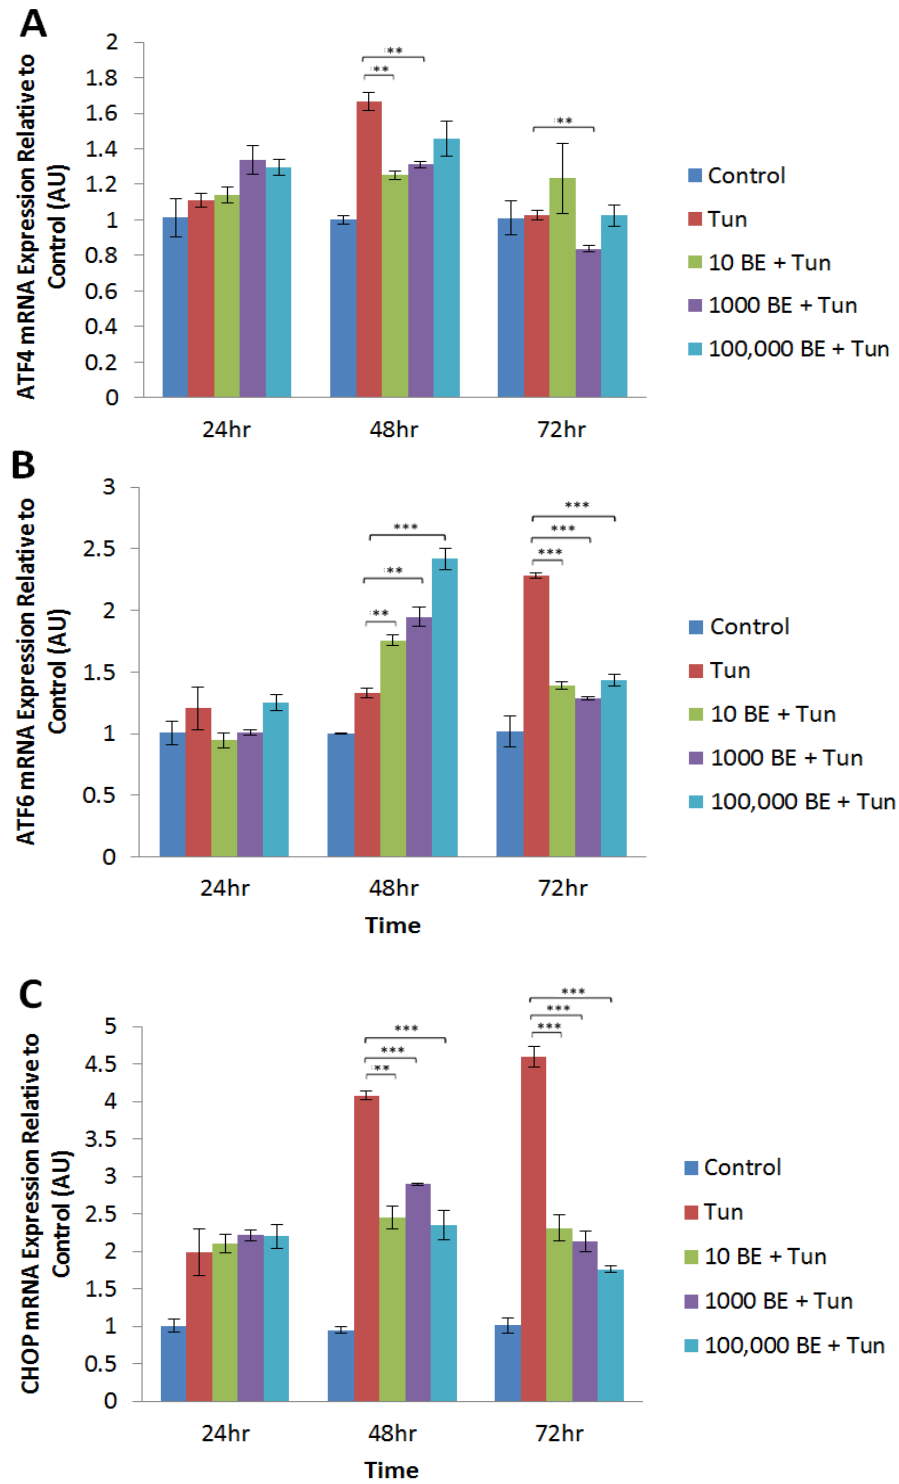 A
ATF4 mRNA Expression Relative to
Control (AU)
2
1.8
1.6
1.4
1.2
1
0.8
0.6
0.4
0.2
0
**
**
**
24hr
48hr
72hr
Control
Tun
10 BE + Tun
1000 BE + Tun
100,000 BE + Tun
B
ATF6 mRNA Expression Relative to
Control (AU)
3
2.5
2
1.5
1
0.5
0
***
**
**
***
***
***
24hr
48hr
72hr
Time
Control
Tun
10 BE + Tun
1000 BE + Tun
100,000 BE + Tun
C
CHOP mRNA Expression Relative to
Control (AU)
5
4.5
4
3.5
3
2.5
2
1.5
1
0.5
0
***
***
**
***
***
***
24hr
48hr
72hr
Time
Control
Tun
10 BE + Tun
1000 BE + Tun
100,000 BE + Tun